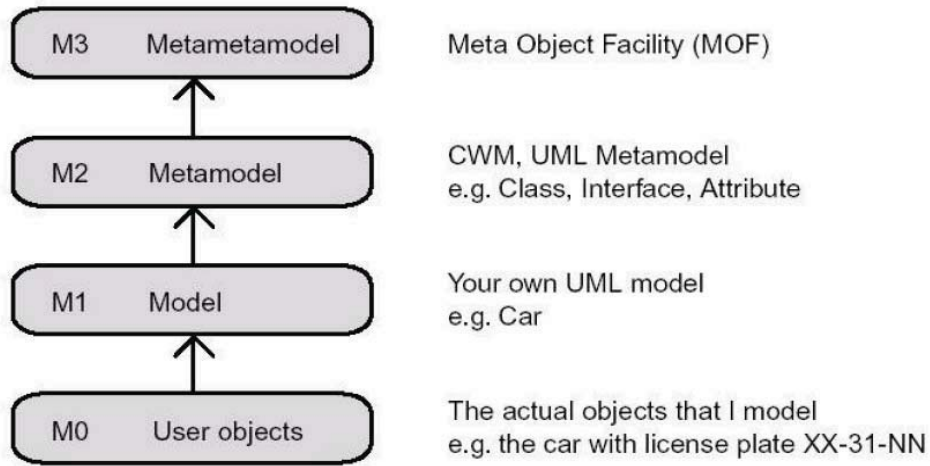 M3 Metametamodel
Meta Object Facility (MOF)
M2 Metamodel
CWM, UML Metamodel
e.g. Class, Interface, Attribute
M1 Model
Your own UML model
e.g. Car
M0 User objects
The actual objects that I model
e.g. the car with license plate XX-31-NN